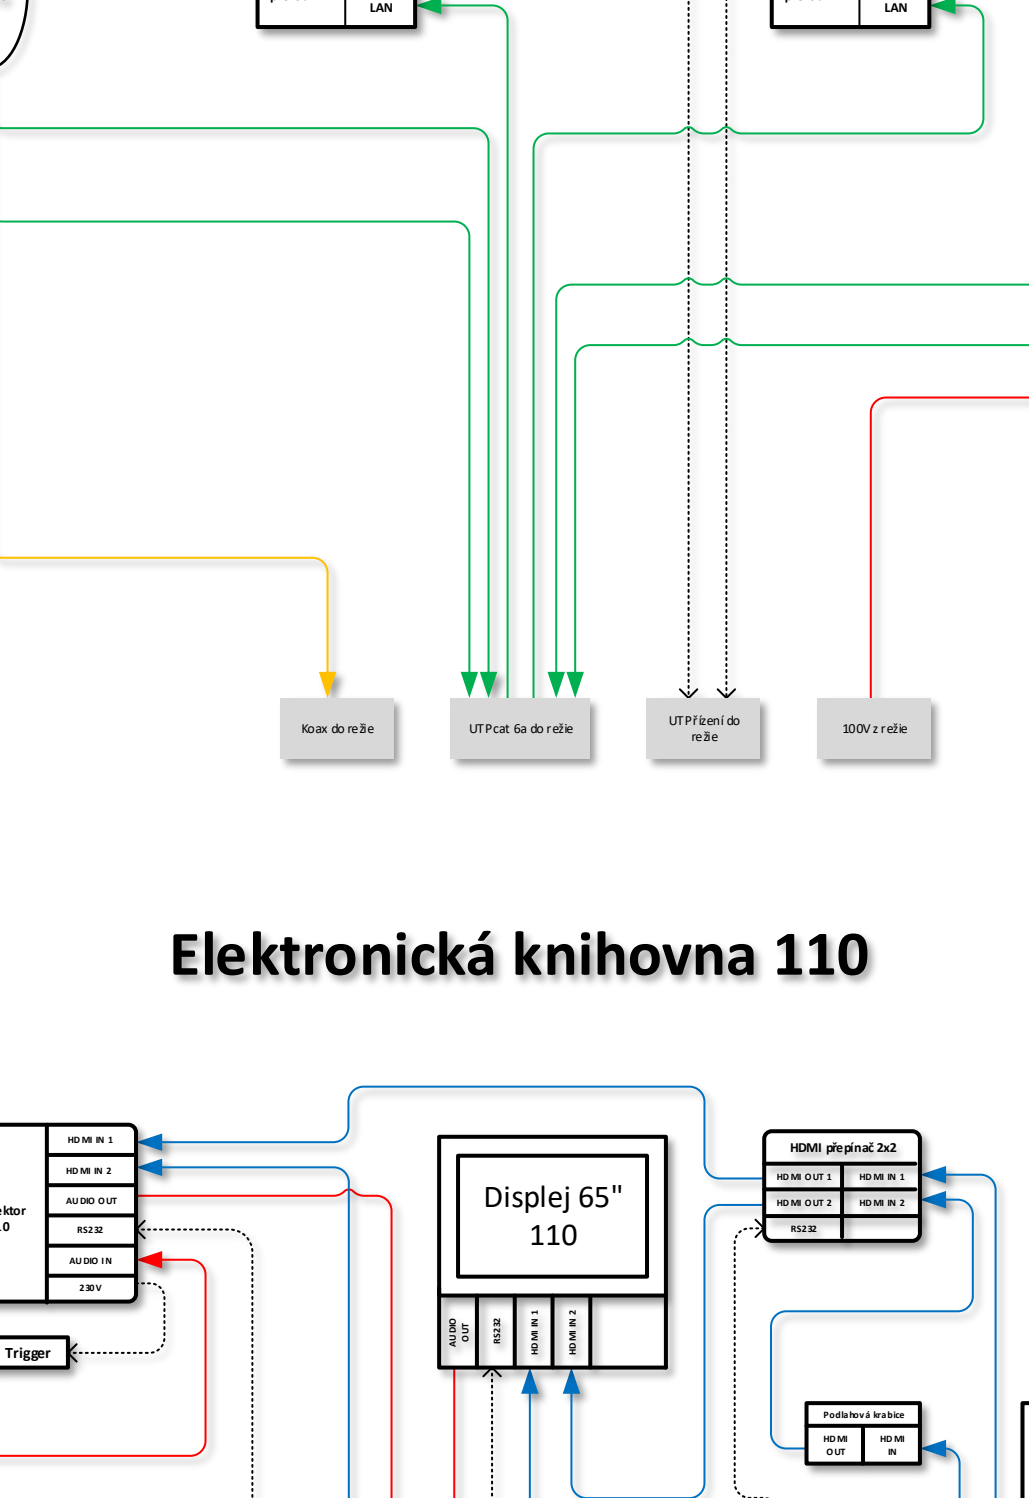 LAN
LAN
Koax do režie
UTP cat 6a do režie
UTP řízení do
režie
100V z režie
Elektronická knihovna 110
HDMI IN 1
HDMI IN 2
AUDIO OUT
RS232
AUDIO IN
230V
Trigger
Displej 65"
110
AUDIO
OUT
RS232
HDMI IN 1
HDMI IN 2
HDMI přepínač 2x2
HDMI OUT 1
HDMI IN 1
HDMI OUT 2
HDMI IN 2
RS232
Podlahová krabice
HDMI
OUT
HDMI
IN